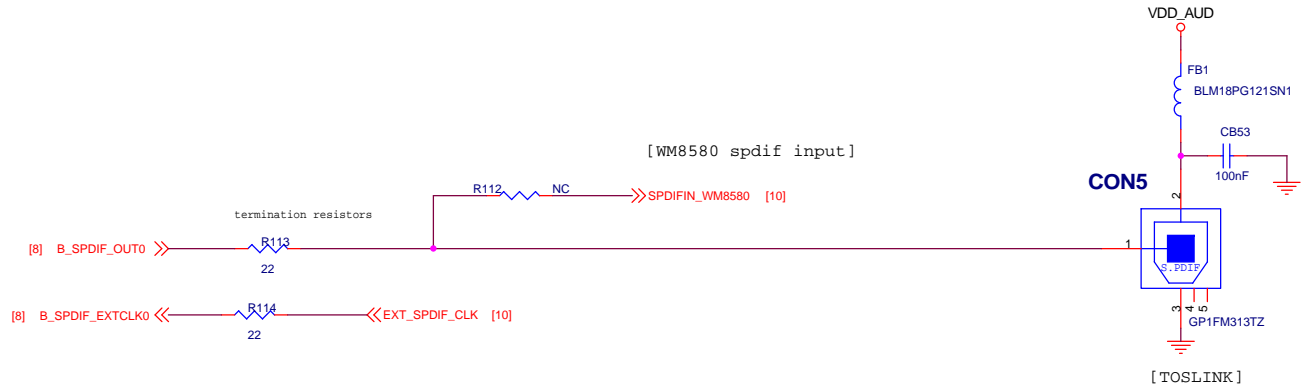 VDD_AUD
FB1
BLM18PG121SN1
CB53
100nF
[WM8580 spdif input]
CON5
R112 NC SPDIFIN_WM8580 [10]
2
termination resistors
[8] B_SPDIF_OUT0 R113 1
22
S.PDIF
[8] B_SPDIF_EXTCLK0 R114 EXT_SPDIF_CLK [10]
22
3 4 5
GP1FM313TZ
[TOSLINK]